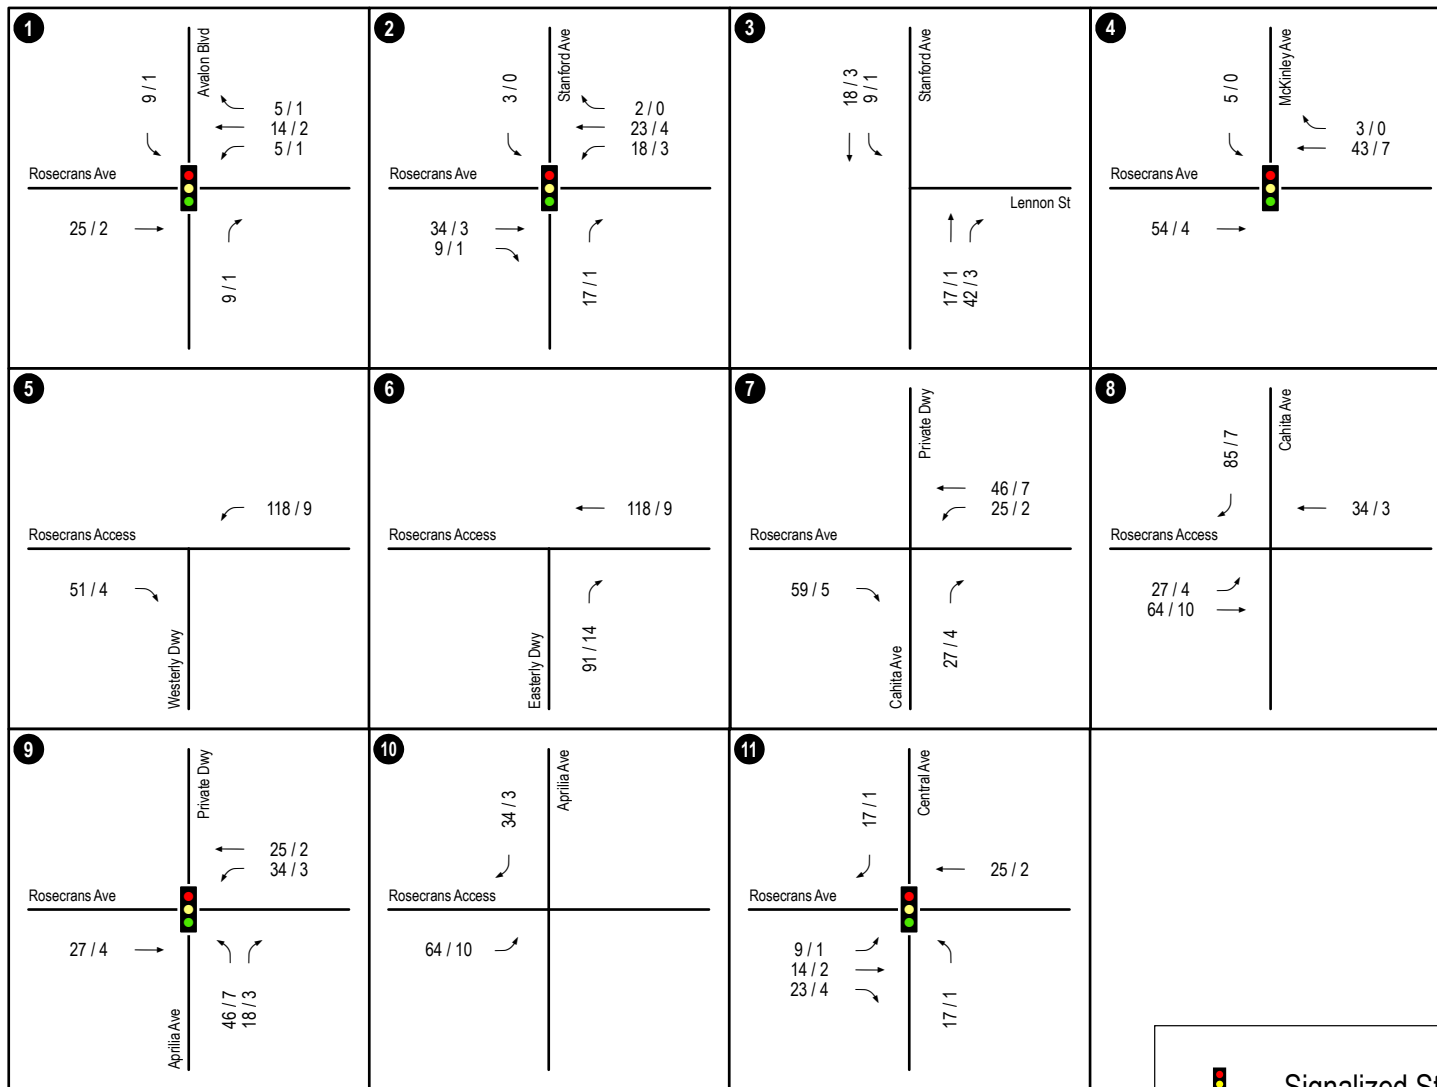 1
Avalon Blvd
9 / 1
5 / 1
14 / 2
5 / 1
Rosecrans Ave
25 / 2
9 / 1
2
Stanford Ave
3 / 0
2 / 0
23 / 4
18 / 3
Rosecrans Ave
34 / 3
9 / 1
17 / 1
3
Stanford Ave
18 / 3
9 / 1
Lennon St
17 / 1
42 / 3
4
McKinley Ave
5 / 0
3 / 0
43 / 7
Rosecrans Ave
54 / 4
5
118 / 9
Rosecrans Access
51 / 4
Westerly Dwy
6
118 / 9
Rosecrans Access
91 / 14
Easterly Dwy
7
Private Dwy
46 / 7
25 / 2
Rosecrans Ave
59 / 5
27 / 4
Cahita Ave
8
Cahita Ave
85 / 7
34 / 3
Rosecrans Access
27 / 4
64 / 10
9
Private Dwy
25 / 2
34 / 3
Rosecrans Ave
27 / 4
46 / 7
18 / 3
Aprilia Ave
10
Aprilia Ave
34 / 3
Rosecrans Access
64 / 10
11
Central Ave
17 / 1
25 / 2
Rosecrans Ave
9 / 1
14 / 2
23 / 4
17 / 1
Signalized St